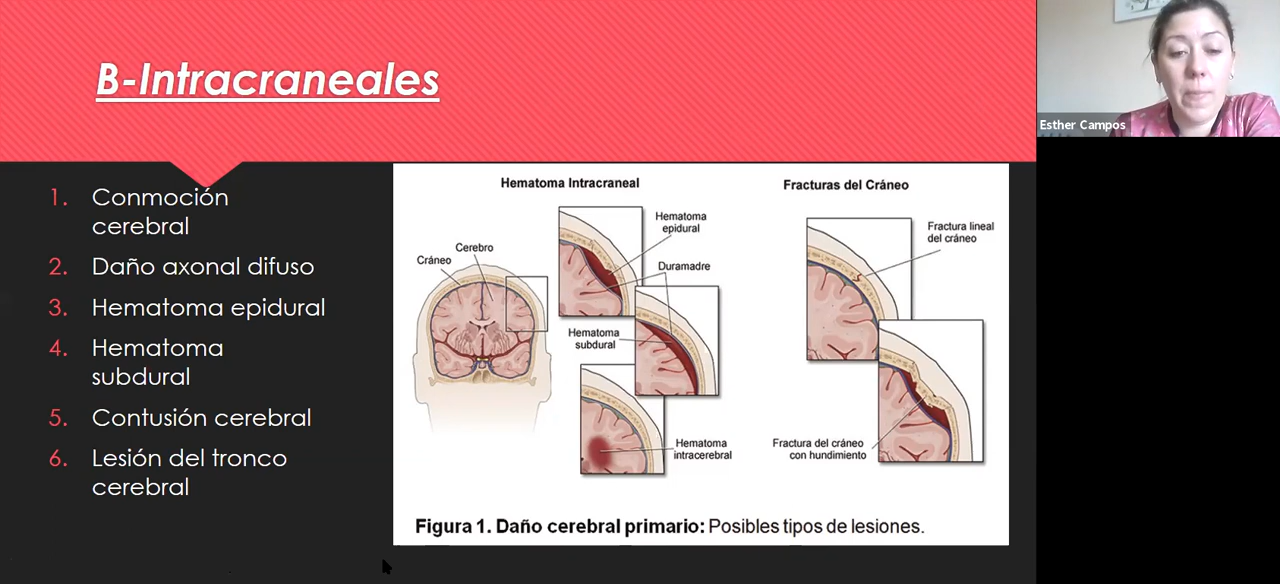 B-Intracraneales
Esther Campos
1. Conmoción
cerebral
2. Daño axonal difuso
3. Hematoma epidural
4. Hematoma
subdural
5. Contusión cerebral
6. Lesión del tronco
cerebral
Hematoma Intracraneal
Cráneo
Cerebro
Hematoma
epidural
Duramadre
Hematoma
subdural
Hematoma
intracerebral
Fracturas del Cráneo
Fractura lineal
del cráneo
Fractura del cráneo
con hundimiento
Figura 1. Daño cerebral primario: Posibles tipos de lesiones.